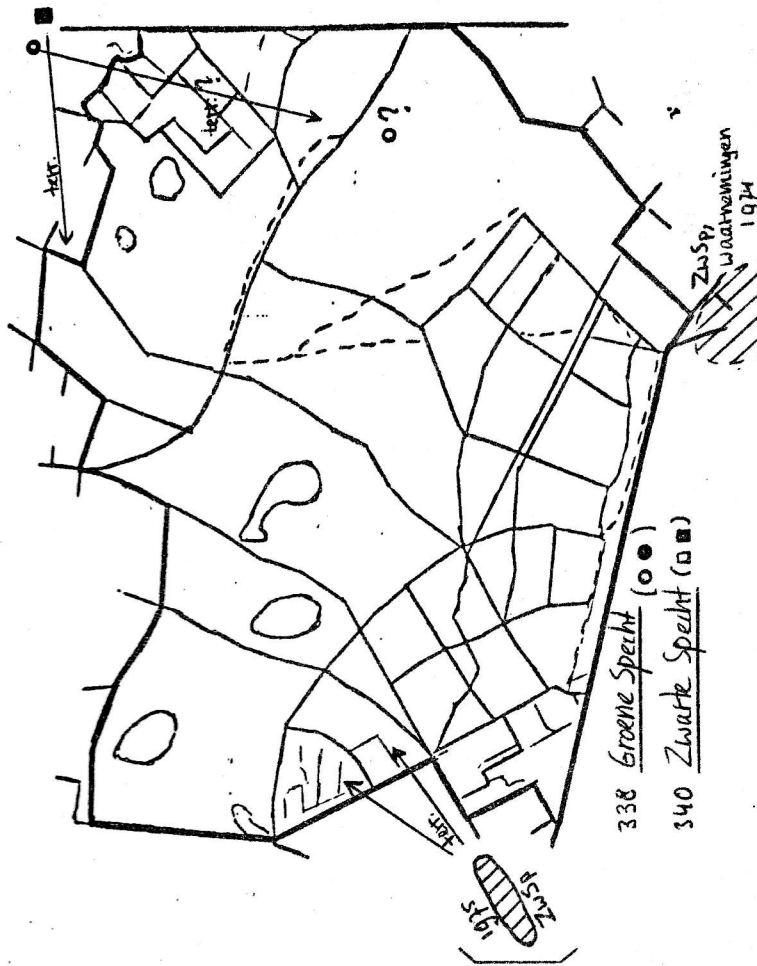 terr.
terr.?
?
ZwSp,
waarnemingen
1974
338 Groene Specht (○ ●)
340 Zwarte Specht (□ ■)
terr.
1975
ZwSp